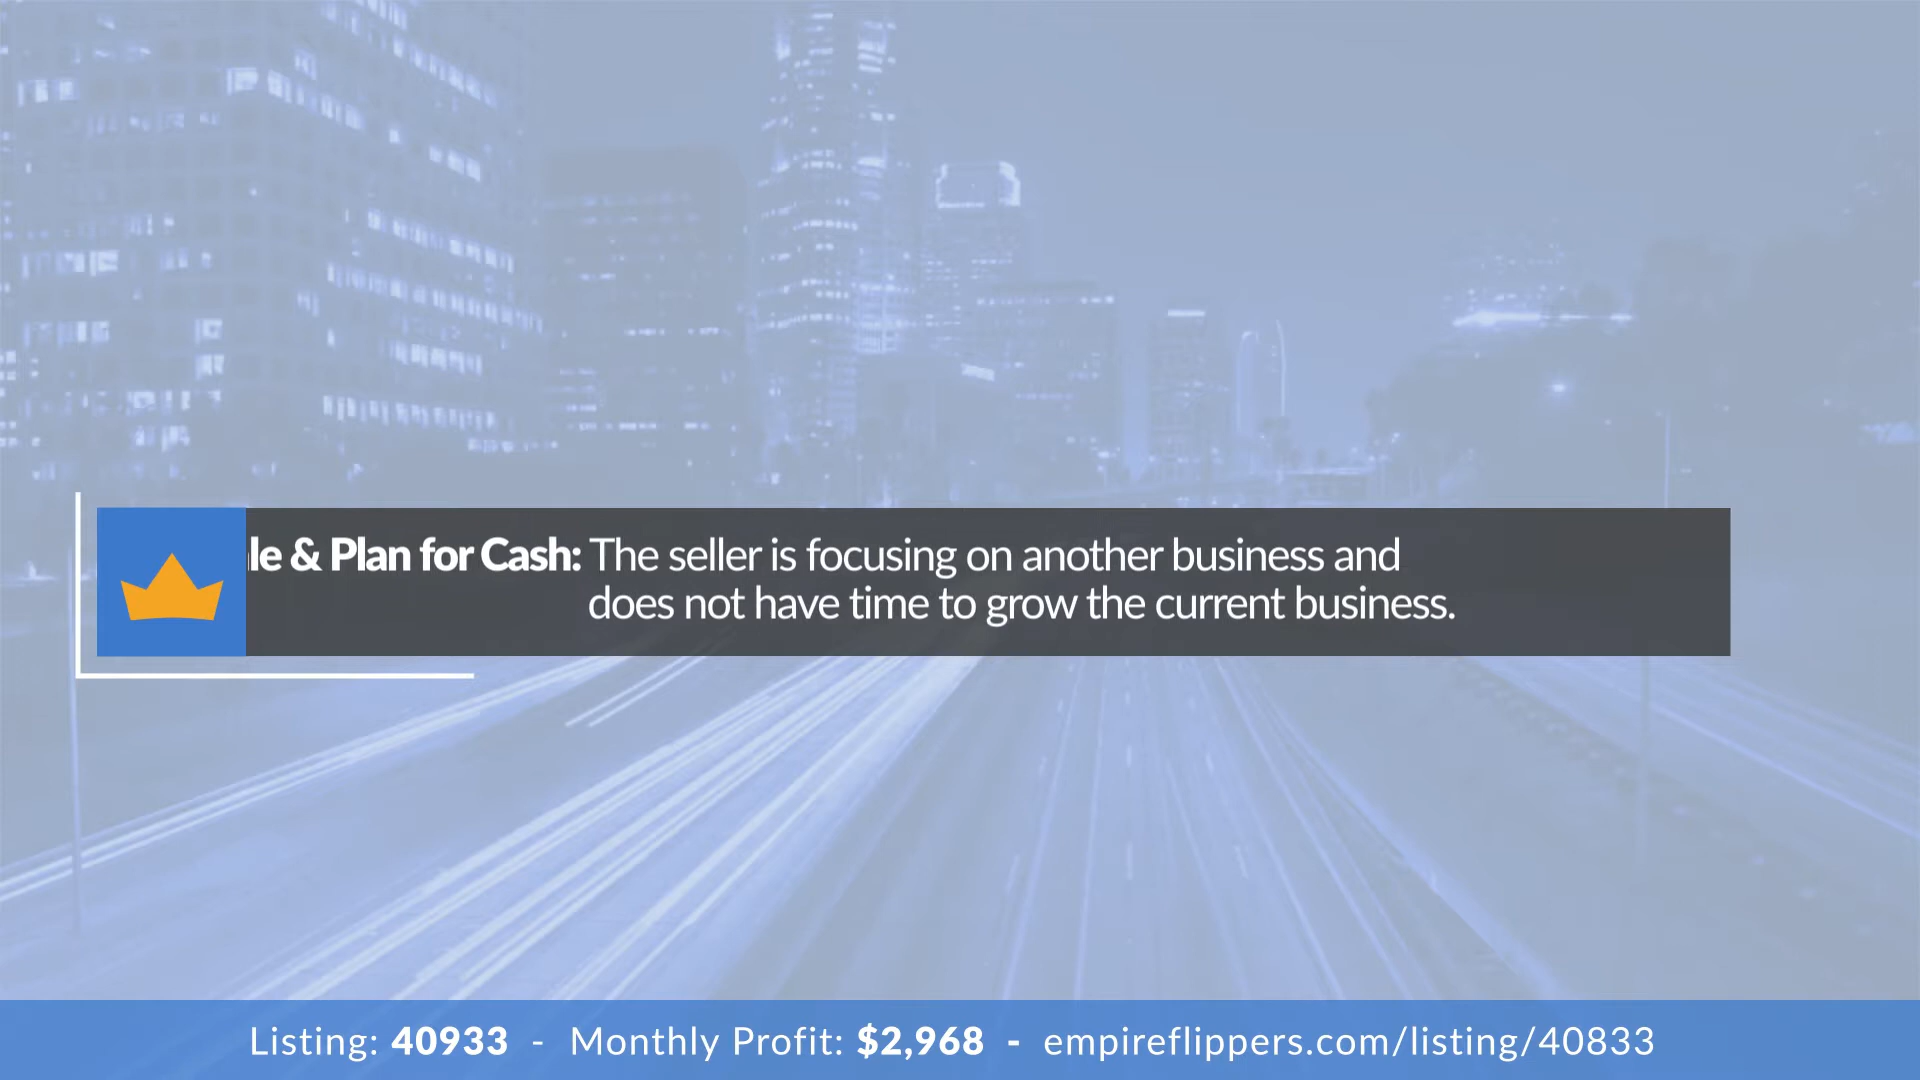 le & Plan for Cash: The seller is focusing on another business and
does not have time to grow the current business.
Listing: 40933 - Monthly Profit: $2,968 - empireflippers.com/listing/40833